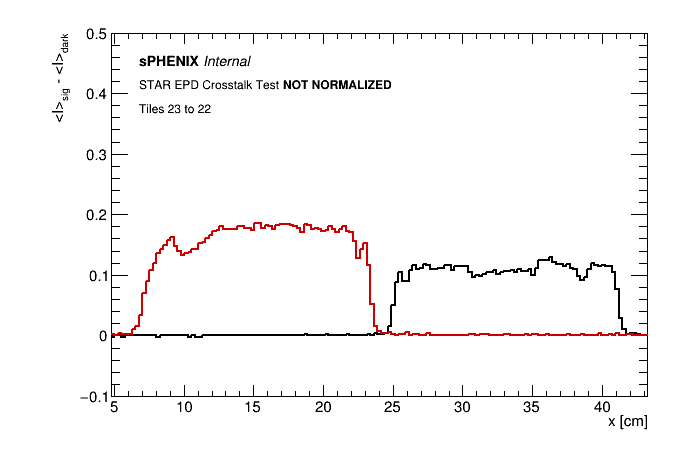 0.5
<I>sig - <I>dark
sPHENIX Internal
STAR EPD Crosstalk Test NOT NORMALIZED
0.4
Tiles 23 to 22
0.3
0.2
0.1
0
−0.1
5 10 15 20 25 30 35 40
x [cm]